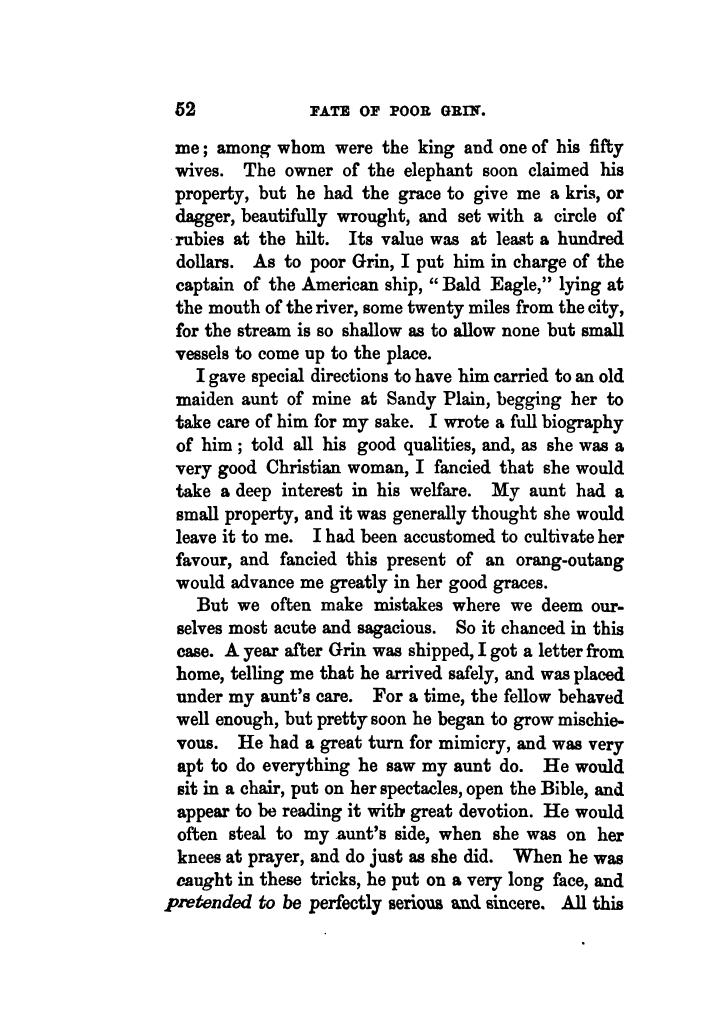 52 FATE OF POOR GRIN.
me; among whom were the king and one of his fifty
wives. The owner of the elephant soon claimed his
property, but he had the grace to give me a kris, or
dagger, beautifully wrought, and set with a circle of
rubies at the hilt. Its value was at least a hundred
dollars. As to poor Grin, I put him in charge of the
captain of the American ship, “Bald Eagle,” lying at
the mouth of the river, some twenty miles from the city,
for the stream is so shallow as to allow none but small
vessels to come up to the place.
I gave special directions to have him carried to an old
maiden aunt of mine at Sandy Plain, begging her to
take care of him for my sake. I wrote a full biography
of him; told all his good qualities, and, as she was a
very good Christian woman, I fancied that she would
take a deep interest in his welfare. My aunt had a
small property, and it was generally thought she would
leave it to me. I had been accustomed to cultivate her
favour, and fancied this present of an orang-outang
would advance me greatly in her good graces.
But we often make mistakes where we deem our-
selves most acute and sagacious. So it chanced in this
case. A year after Grin was shipped, I got a letter from
home, telling me that he arrived safely, and was placed
under my aunt’s care. For a time, the fellow behaved
well enough, but pretty soon he began to grow mischie-
vous. He had a great turn for mimicry, and was very
apt to do everything he saw my aunt do. He would
sit in a chair, put on her spectacles, open the Bible, and
appear to be reading it with great devotion. He would
often steal to my aunt’s side, when she was on her
knees at prayer, and do just as she did. When he was
caught in these tricks, he put on a very long face, and
pretended to be perfectly serious and sincere. All this